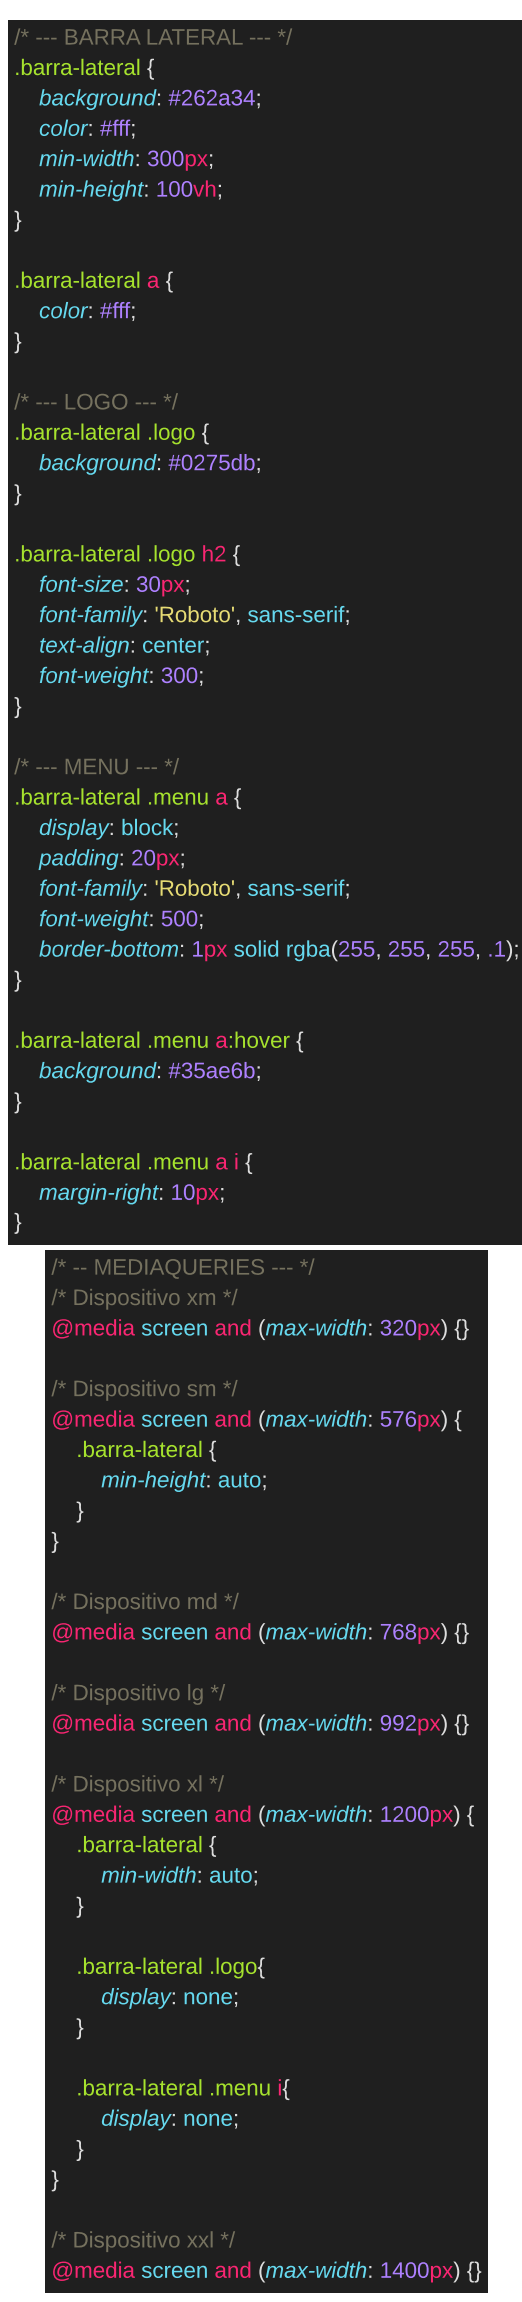 /* --- BARRA LATERAL --- */
.barra-lateral {
background: #262a34;
color: #fff;
min-width: 300px;
min-height: 100vh;
}
.barra-lateral a {
color: #fff;
}
/* --- LOGO --- */
.barra-lateral .logo {
background: #0275db;
}
.barra-lateral .logo h2 {
font-size: 30px;
font-family: 'Roboto', sans-serif;
text-align: center;
font-weight: 300;
}
/* --- MENU --- */
.barra-lateral .menu a {
display: block;
padding: 20px;
font-family: 'Roboto', sans-serif;
font-weight: 500;
border-bottom: 1px solid rgba(255, 255, 255, .1);
}
.barra-lateral .menu a:hover {
background: #35ae6b;
}
.barra-lateral .menu a i {
margin-right: 10px;
}
/* -- MEDIAQUERIES --- */
/* Dispositivo xm */
@media screen and (max-width: 320px) {}
/* Dispositivo sm */
@media screen and (max-width: 576px) {
.barra-lateral {
min-height: auto;
}
}
/* Dispositivo md */
@media screen and (max-width: 768px) {}
/* Dispositivo lg */
@media screen and (max-width: 992px) {}
/* Dispositivo xl */
@media screen and (max-width: 1200px) {
.barra-lateral {
min-width: auto;
}
.barra-lateral .logo{
display: none;
}
.barra-lateral .menu i{
display: none;
}
}
/* Dispositivo xxl */
@media screen and (max-width: 1400px) {}